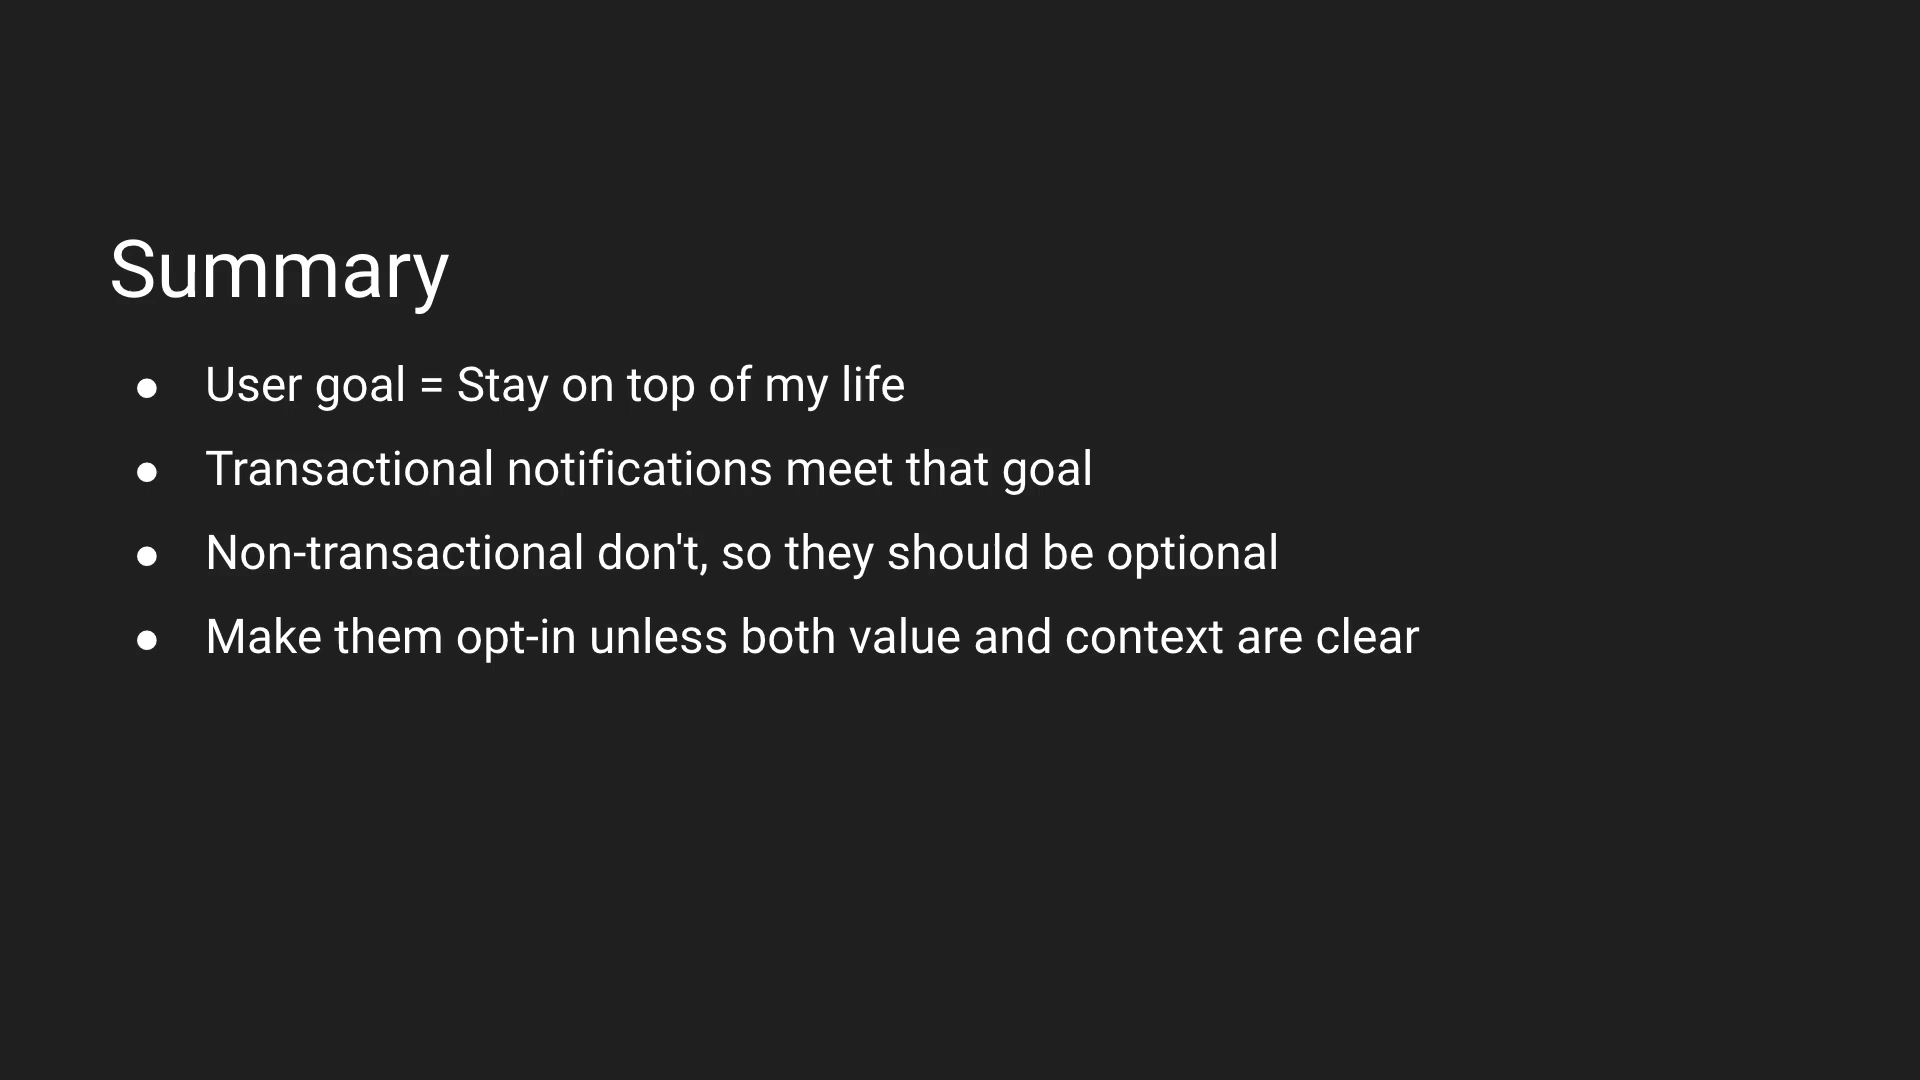 Summary
● User goal = Stay on top of my life
● Transactional notifications meet that goal
● Non-transactional don't, so they should be optional
● Make them opt-in unless both value and context are clear